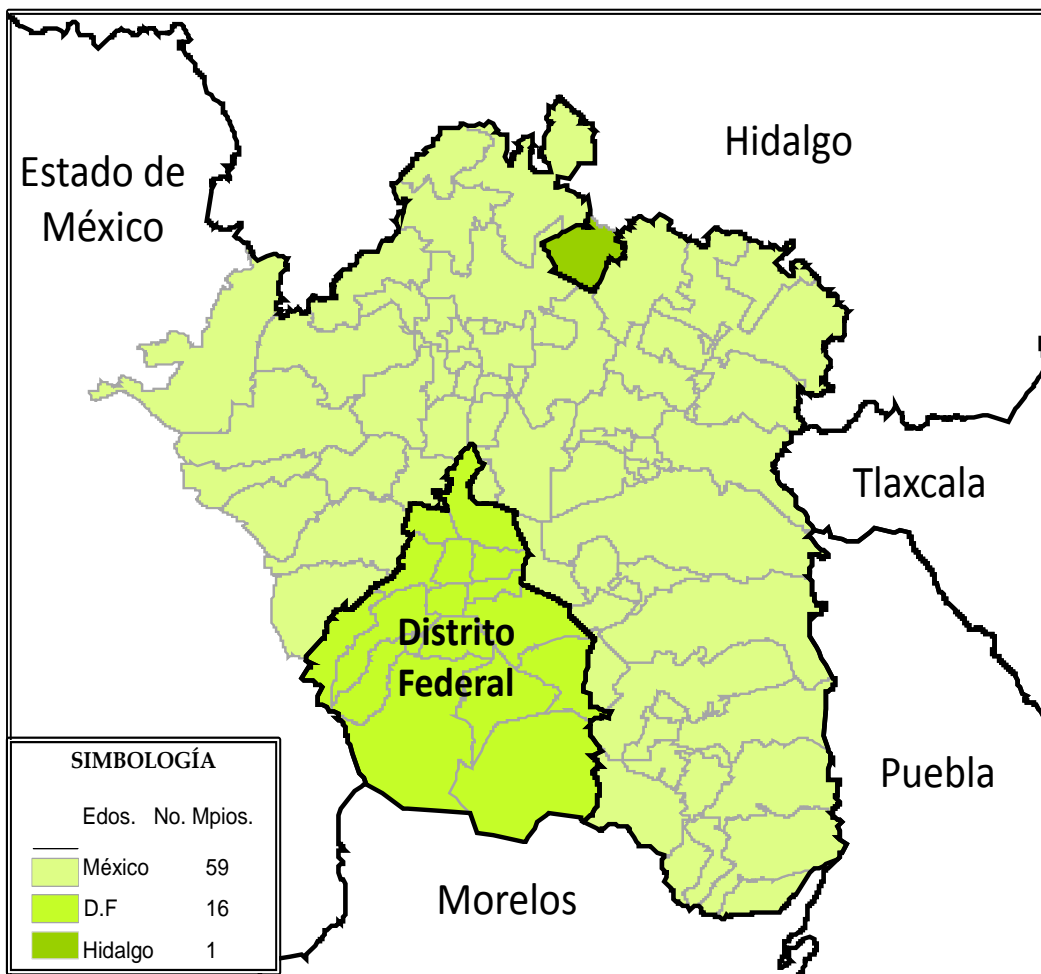 Hidalgo
Estado de
México
Tlaxcala
Distrito
Federal
Puebla
Morelos
SIMBOLOGÍA
Edos. No. Mpios.
México 59
D.F 16
Hidalgo 1